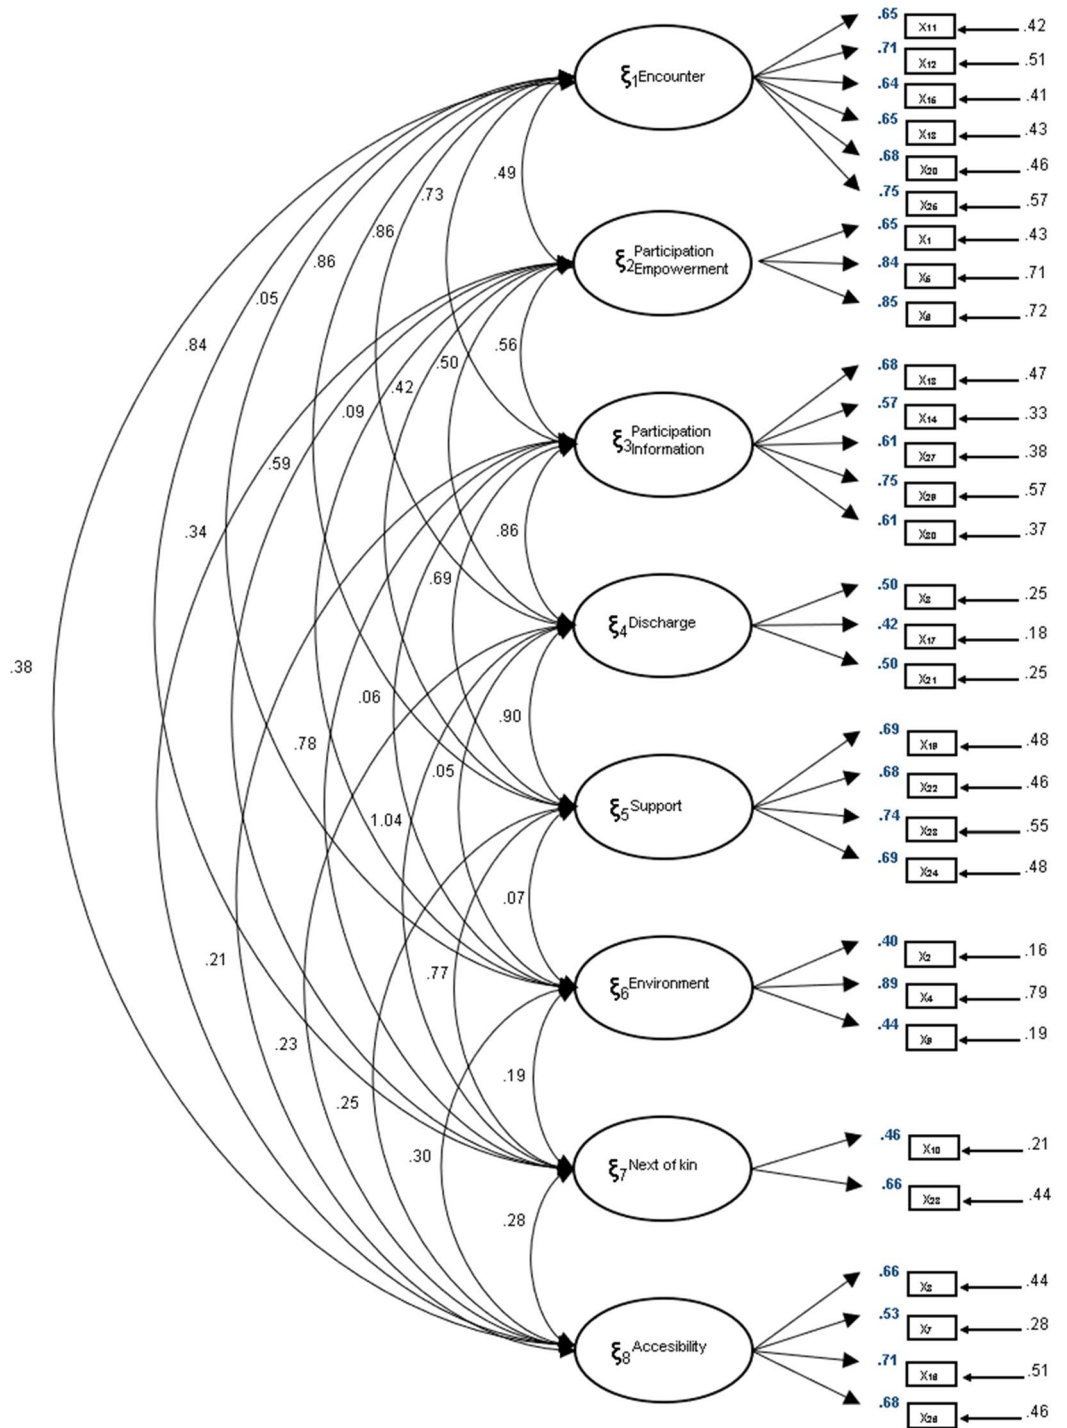 .65 X11 .42
.71 X12 .51
ξ1 Encounter
.64 .41
.65 .43
.68 X20 .46
.75 .57
.49
.73
.86
.86
.05
.84
.38
ξ2 Participation
Empowerment
.65 X1 .43
.84 .71
.85 .72
.56
.50
.42
.09
.59
.34
ξ3 Participation
Information
.68 .47
.57 X14 .33
.61 X27 .38
.75 .57
.61 .37
.86
.69
.06
.78
.21
ξ4 Discharge
.50 .25
.42 X17 .18
.50 X21 .25
.90
.05
1.04
.23
ξ5 Support
.69 .48
.68 X22 .46
.74 .55
.69 X24 .48
.07
.77
.25
ξ6 Environment
.40 X2 .16
.89 X4 .79
.44 .19
.19
.30
ξ7 Next of kin
.46 X10 .21
.66 .44
.28
ξ8 Accesibility
.66 .44
.53 X7 .28
.71 .51
.68 .46